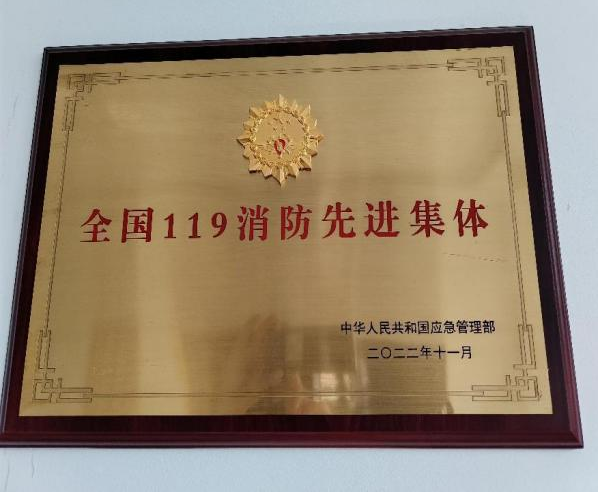 全国119消防先进集体
中华人民共和国应急管理部
二〇二二年十一月